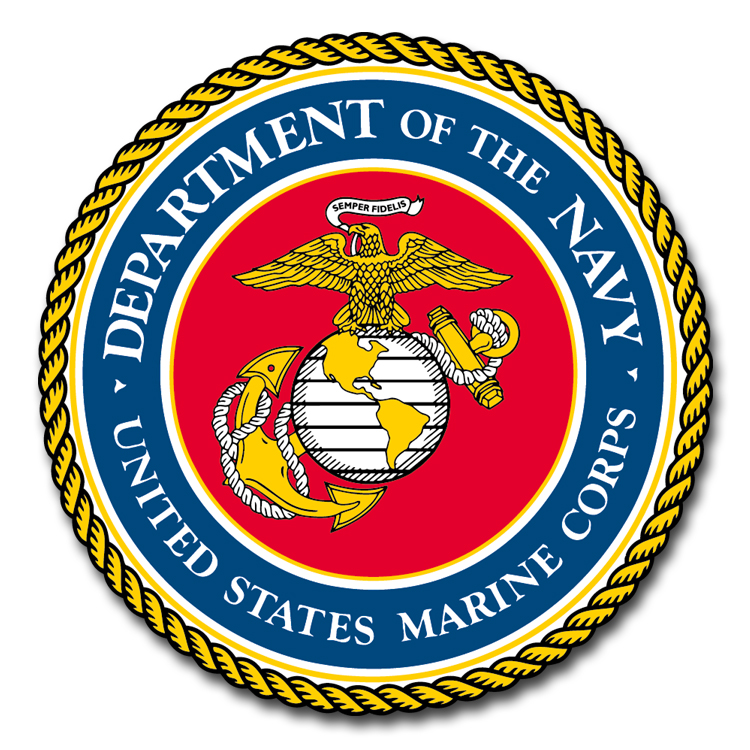 DEPARTMENT OF THE NAVY
SEMPER FIDELIS
UNITED STATES MARINE CORPS